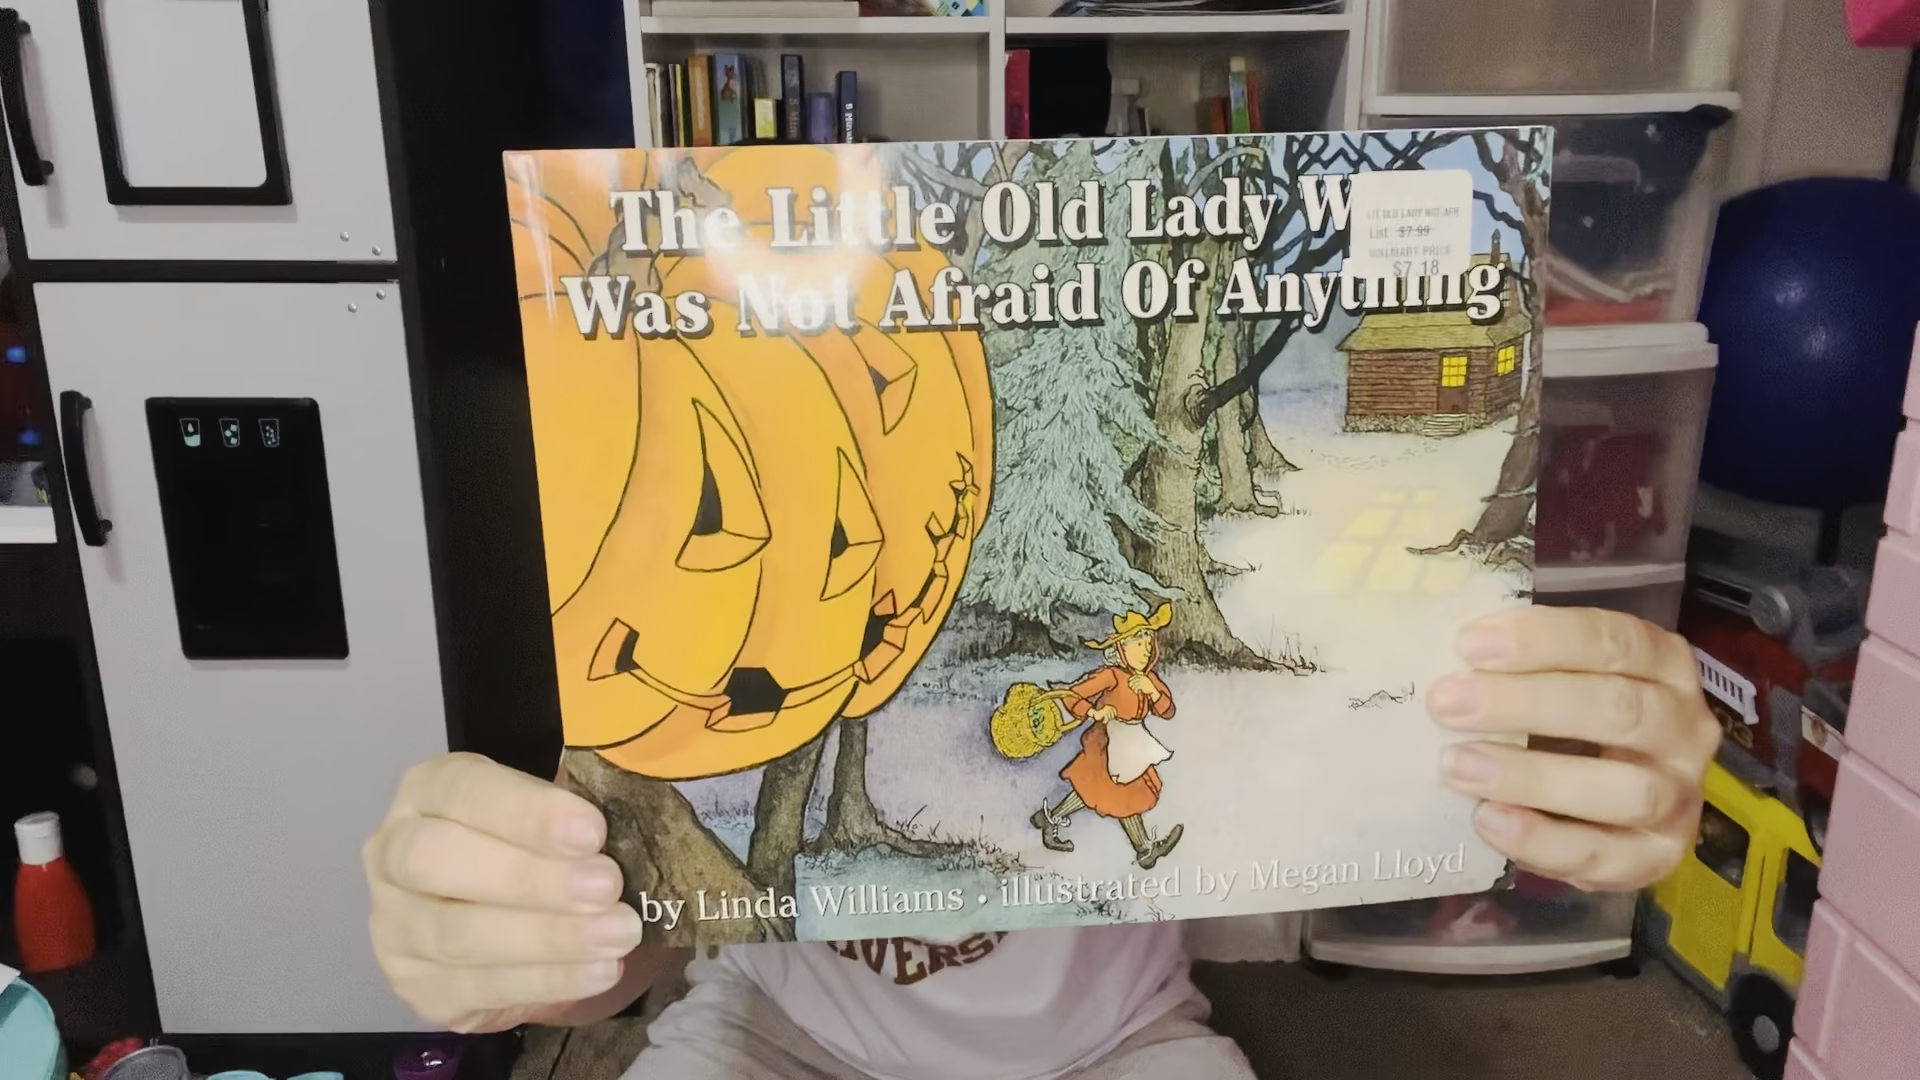 The Little Old Lady W
LIT OLD LADY NOT AFR
List $7.99
WALMART PRICE
$7.18
Was Not Afraid Of Anything
by Linda Williams • illustrated by Megan Lloyd
IVERS